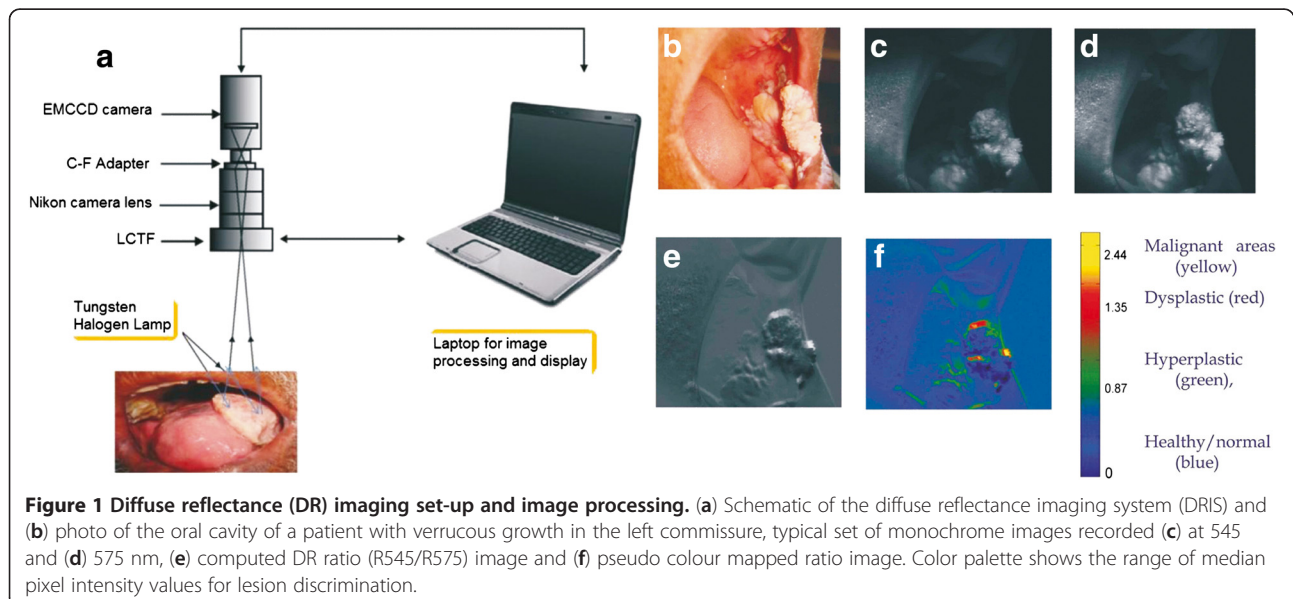 a
EMCCD camera
C-F Adapter
Nikon camera lens
LCTF
Tungsten
Halogen Lamp
Laptop for image
processing and display
b
c
d
e
f
2.44
1.35
0.87
0
Malignant areas
(yellow)
Dysplastic (red)
Hyperplastic
(green),
Healthy/normal
(blue)
Figure 1 Diffuse reflectance (DR) imaging set-up and image processing. (a) Schematic of the diffuse reflectance imaging system (DRIS) and
(b) photo of the oral cavity of a patient with verrucous growth in the left commissure, typical set of monochrome images recorded (c) at 545
and (d) 575 nm, (e) computed DR ratio (R545/R575) image and (f) pseudo colour mapped ratio image. Color palette shows the range of median
pixel intensity values for lesion discrimination.